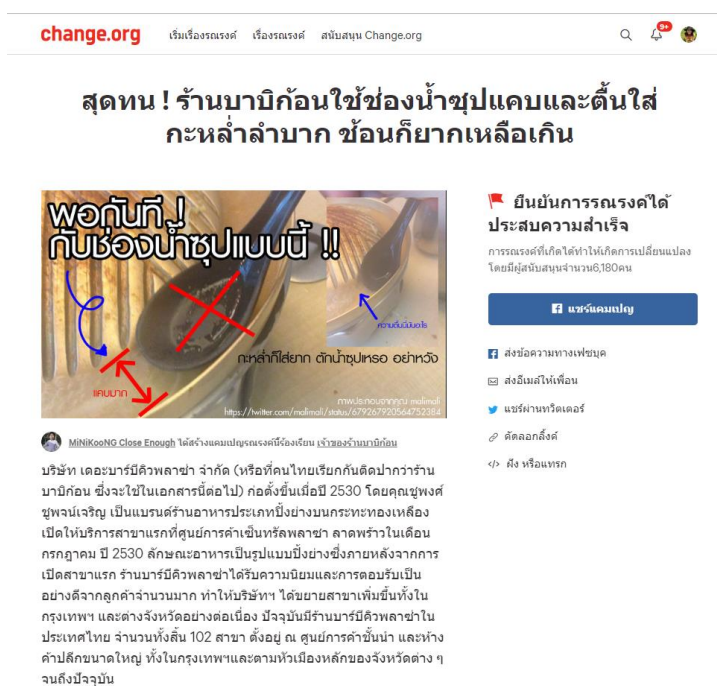 change.org เริ่มเรื่องรณรงค์ เรื่องรณรงค์ สนับสนุน Change.org
9+
สุดทน ! ร้านบาบิก้อนใช้ช่องน้ำซุปแคบและตื้นใส่
กะหล่ำลำบาก ซ้อนก็ยากเหลือเกิน
พอกันที !
กับช่องน้ำซุปแบบนี้ !!
ความตื้นนี่มันอะไร
กะหล่ำก็ใส่ยาก ตักน้ำซุปเหรอ อย่าหวัง
แคบมาก
ภาพประกอบจากคุณ malimali
https://twitter.com/malimali/status/679267920564752384
MiNiKooNG Close Enough ได้สร้างแคมเปญรณรงค์นี้ร้องเรียน เจ้าของร้านบาบิก้อน
บริษัท เดอะบาร์บีคิวพลาซ่า จำกัด (หรือที่คนไทยเรียกกันติดปากว่าร้าน
บาบิก้อน ซึ่งจะใช้ในเอกสารนี้ต่อไป) ก่อตั้งขึ้นเมื่อปี 2530 โดยคุณชูพงศ์
ชูพจน์เจริญ เป็นแบรนด์ร้านอาหารประเภทปิ้งย่างบนกระทะทองเหลือง
เปิดให้บริการสาขาแรกที่ศูนย์การค้าเซ็นทรัลพลาซา ลาดพร้าวในเดือน
กรกฎาคม ปี 2530 ลักษณะอาหารเป็นรูปแบบปิ้งย่างซึ่งภายหลังจากการ
เปิดสาขาแรก ร้านบาร์บีคิวพลาซ่าได้รับความนิยมและการตอบรับเป็น
อย่างดีจากลูกค้าจำนวนมาก ทำให้บริษัทฯ ได้ขยายสาขาเพิ่มขึ้นทั้งใน
กรุงเทพฯ และต่างจังหวัดอย่างต่อเนื่อง ปัจจุบันมีร้านบาร์บีคิวพลาซ่าใน
ประเทศไทย จำนวนทั้งสิ้น 102 สาขา ตั้งอยู่ ณ ศูนย์การค้าชั้นนำ และห้าง
ค้าปลีกขนาดใหญ่ ทั้งในกรุงเทพฯและตามหัวเมืองหลักของจังหวัดต่าง ๆ
จนถึงปัจจุบัน
ยืนยันการรณรงค์ได้
ประสบความสำเร็จ
การรณรงค์ที่เกิดได้ทำให้เกิดการเปลี่ยนแปลง
โดยมีผู้สนับสนุนจำนวน6,180คน
แชร์แคมเปญ
ส่งข้อความทางเฟซบุค
ส่งอีเมล์ให้เพื่อน
แชร์ผ่านทวิตเตอร์
คัดลอกลิ้งค์
ฝัง หรือแทรก